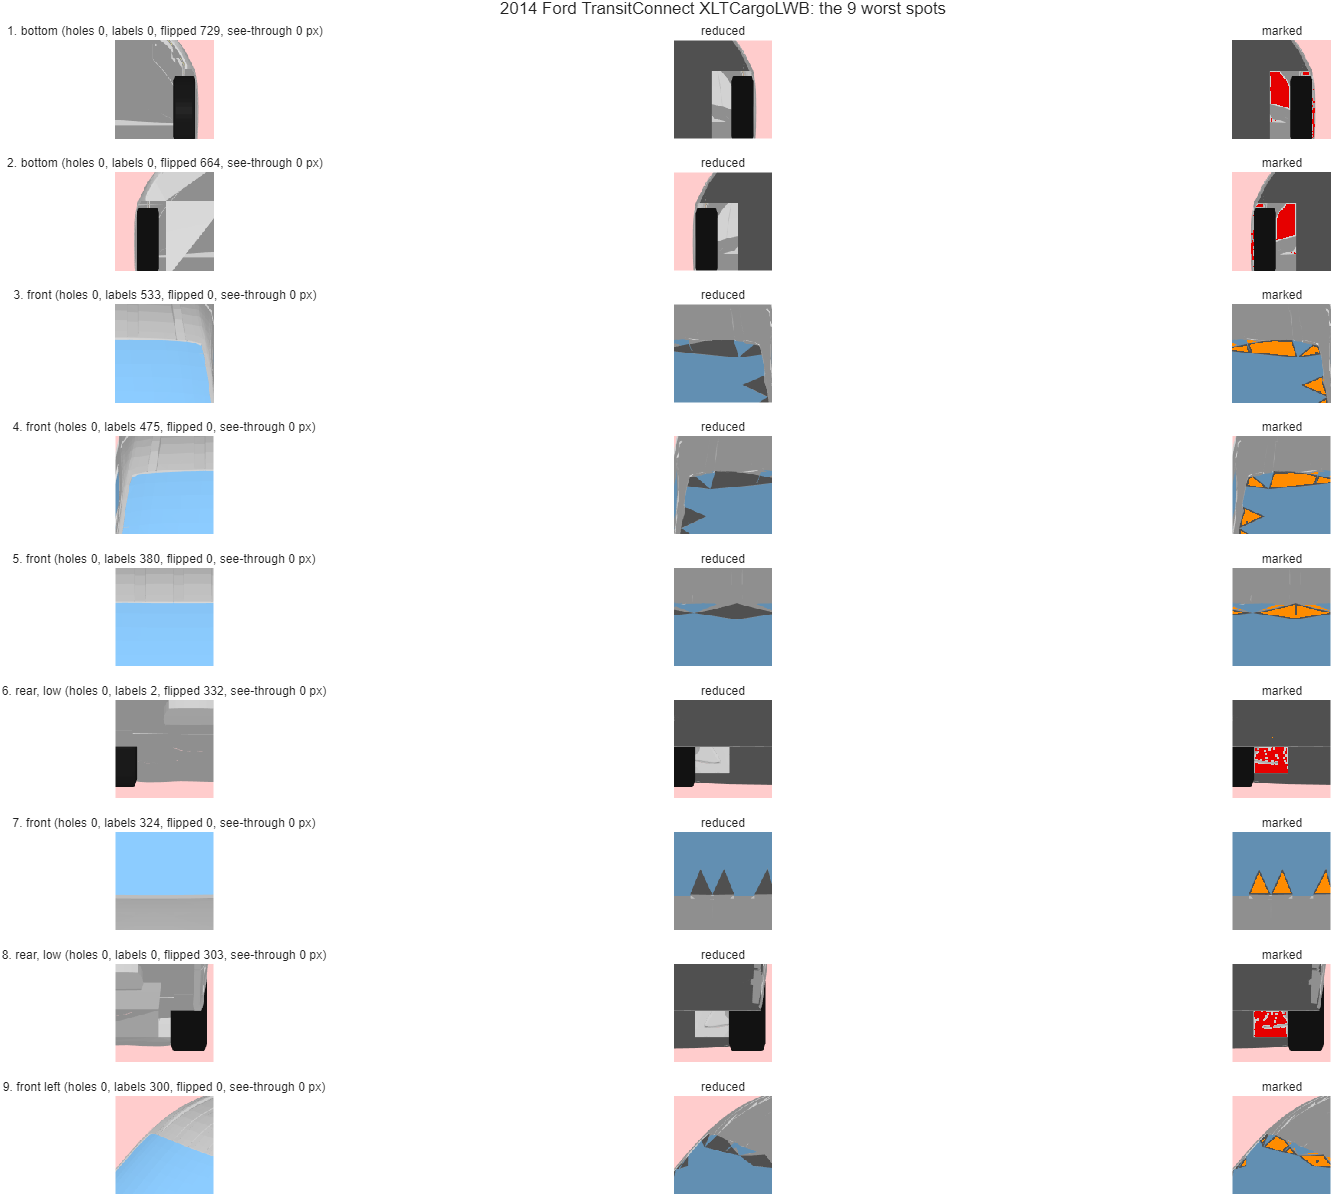 2014 Ford TransitConnect XLTCargoLWB: the 9 worst spots
1. bottom (holes 0, labels 0, flipped 729, see-through 0 px)
reduced
marked
2. bottom (holes 0, labels 0, flipped 664, see-through 0 px)
reduced
marked
3. front (holes 0, labels 533, flipped 0, see-through 0 px)
reduced
marked
4. front (holes 0, labels 475, flipped 0, see-through 0 px)
reduced
marked
5. front (holes 0, labels 380, flipped 0, see-through 0 px)
reduced
marked
6. rear, low (holes 0, labels 2, flipped 332, see-through 0 px)
reduced
marked
7. front (holes 0, labels 324, flipped 0, see-through 0 px)
reduced
marked
8. rear, low (holes 0, labels 0, flipped 303, see-through 0 px)
reduced
marked
9. front left (holes 0, labels 300, flipped 0, see-through 0 px)
reduced
marked